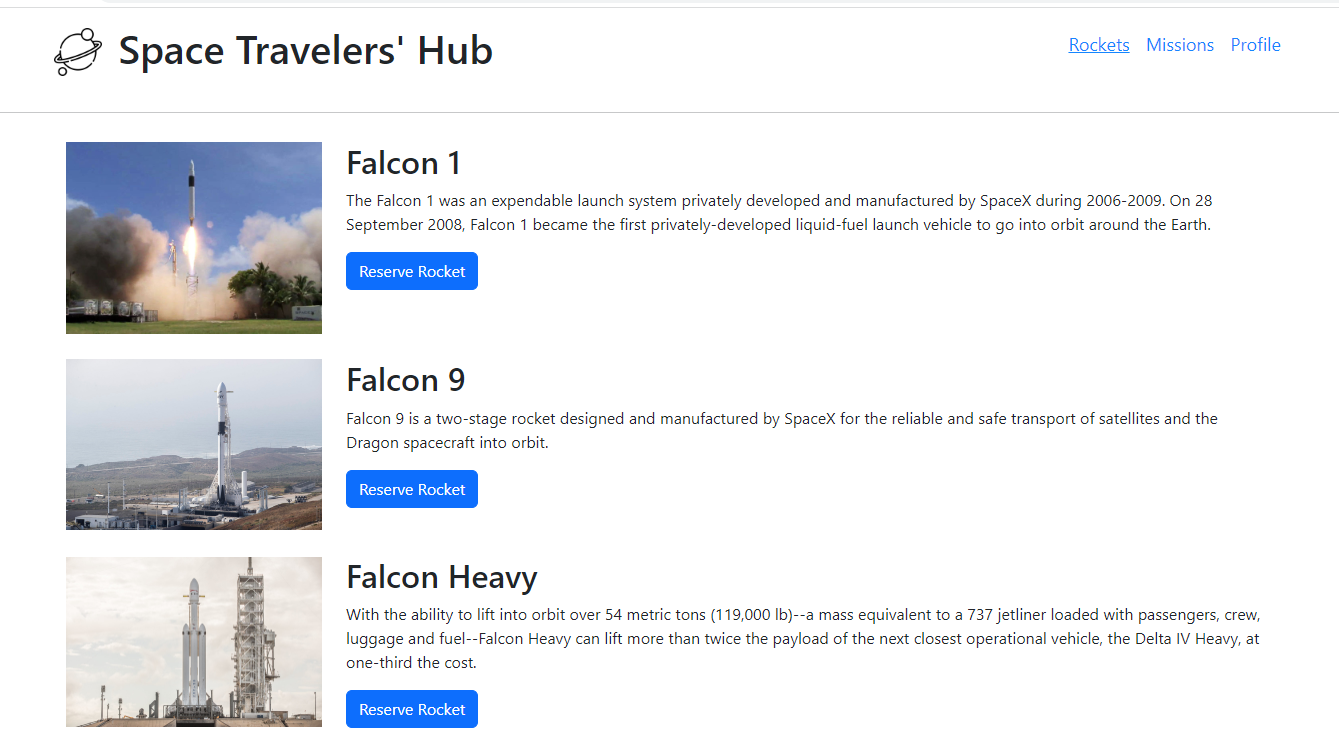 Space Travelers' Hub
Rockets Missions Profile
Falcon 1
The Falcon 1 was an expendable launch system privately developed and manufactured by SpaceX during 2006-2009. On 28
September 2008, Falcon 1 became the first privately-developed liquid-fuel launch vehicle to go into orbit around the Earth.
Reserve Rocket
Falcon 9
Falcon 9 is a two-stage rocket designed and manufactured by SpaceX for the reliable and safe transport of satellites and the
Dragon spacecraft into orbit.
Reserve Rocket
Falcon Heavy
With the ability to lift into orbit over 54 metric tons (119,000 lb)--a mass equivalent to a 737 jetliner loaded with passengers, crew,
luggage and fuel--Falcon Heavy can lift more than twice the payload of the next closest operational vehicle, the Delta IV Heavy, at
one-third the cost.
Reserve Rocket